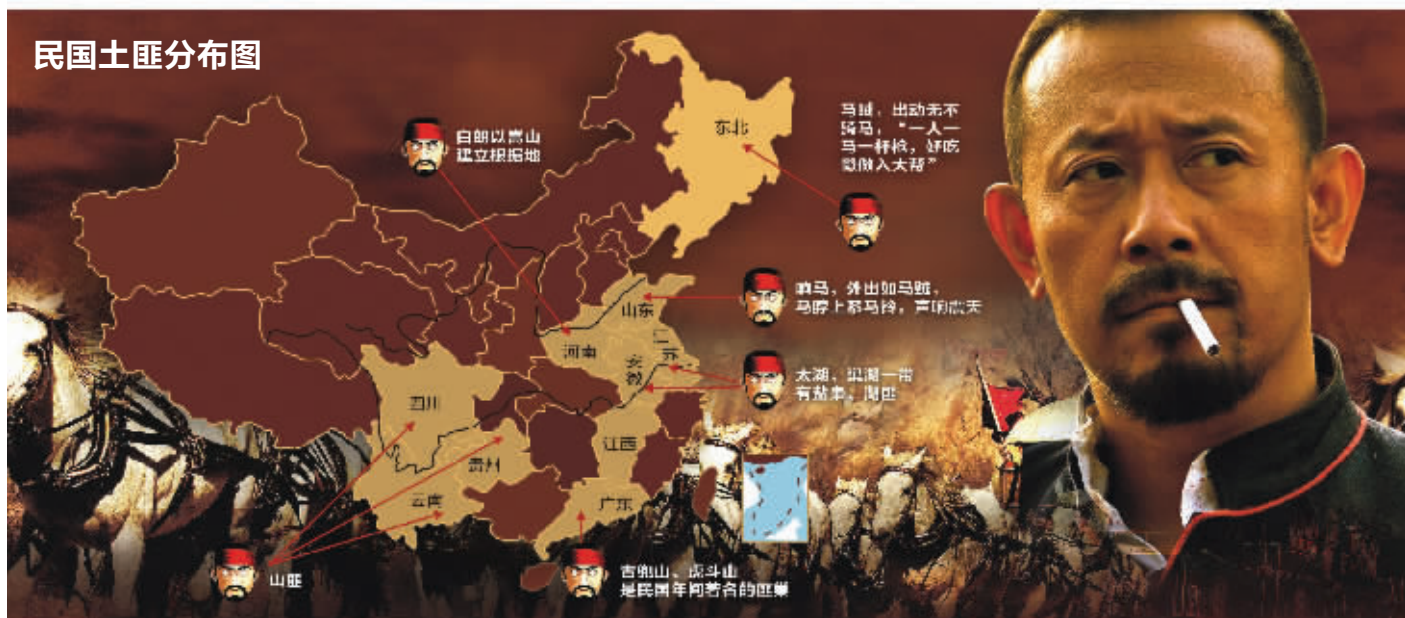 民国土匪分布图
白朗以嵩山
建立根据地
东北
马贼，出动无不
骑马，“一人一
马一杆枪，好吃
懒做入大帮”
响马，外出如马贼，
马脖上系马铃，声响震天
山东
河南
江苏
安徽
太湖、巢湖一带
有盐枭、湖匪
四川
江西
贵州
云南
广东
山匪
古兜山、虎斗山
是民国年间著名的匪巢